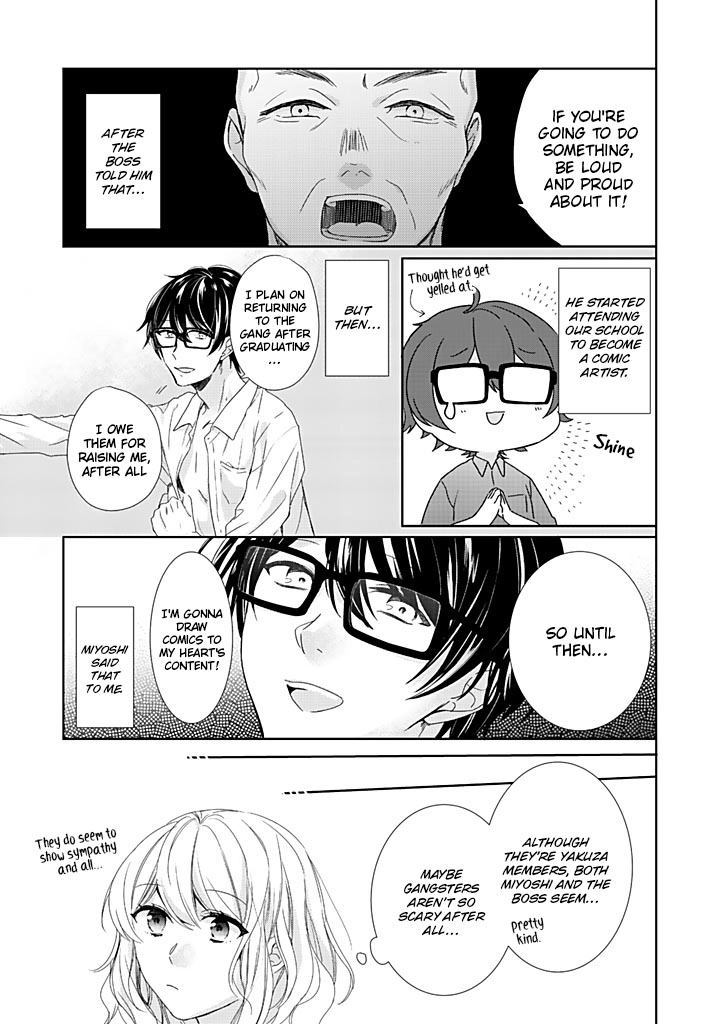 IF YOU'RE
GOING TO DO
SOMETHING,
BE LOUD
AND PROUD
ABOUT IT!
AFTER
THE
BOSS
TOLD HIM
THAT...
HE STARTED
ATTENDING
OUR SCHOOL
TO BECOME
A COMIC
ARTIST.
Thought he'd get
yelled at.
Shine
BUT
THEN...
I PLAN ON
RETURNING
TO THE
GANG AFTER
GRADUATING
...
I OWE
THEM FOR
RAISING ME,
AFTER ALL
SO UNTIL
THEN...
I'M GONNA
DRAW
COMICS TO
MY HEART'S
CONTENT!
MIYOSHI
SAID
THAT
TO ME.
ALTHOUGH
THEY'RE YAKUZA
MEMBERS, BOTH
MIYOSHI AND THE
BOSS SEEM...
pretty
kind.
MAYBE
GANGSTERS
AREN'T SO
SCARY AFTER
ALL...
They do seem to
show sympathy
and all...